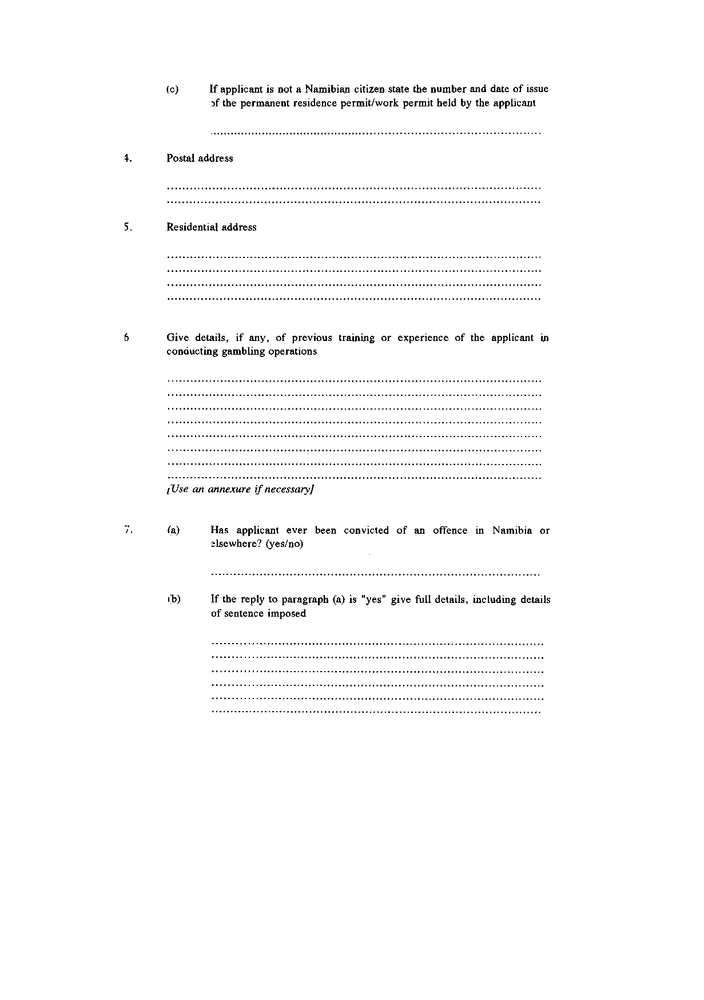 (c) If applicant is not a Namibian citizen state the number and date of issue
of the permanent residence permit/work permit held by the applicant
................................................................................................
4. Postal address
................................................................................................
................................................................................................
5. Residential address
................................................................................................
................................................................................................
................................................................................................
................................................................................................
6 Give details, if any, of previous training or experience of the applicant in
conducting gambling operations
................................................................................................
................................................................................................
................................................................................................
................................................................................................
................................................................................................
................................................................................................
................................................................................................
................................................................................................
[Use an annexure if necessary]
7. (a) Has applicant ever been convicted of an offence in Namibia or
elsewhere? (yes/no)
................................................................................................
(b) If the reply to paragraph (a) is "yes" give full details, including details
of sentence imposed
................................................................................................
................................................................................................
................................................................................................
................................................................................................
................................................................................................
................................................................................................